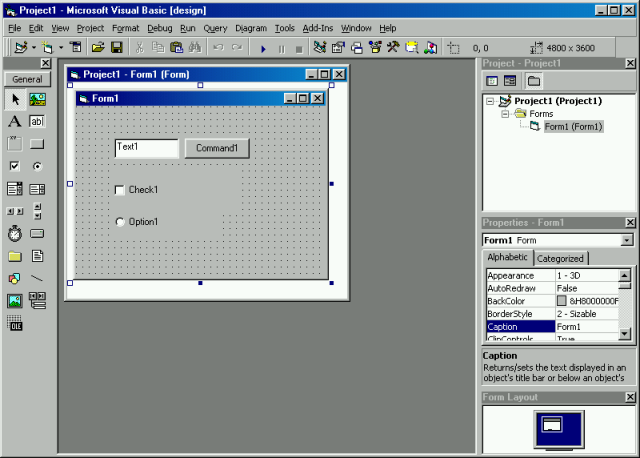 Project1 - Microsoft Visual Basic [design]
File Edit View Project Format Debug Run Query Diagram Tools Add-Ins Window Help
0, 0 4800 x 3600
General
A ab|
OLE
Project1 - Form1 (Form)
Form1
Text1 Command1
Check1
Option1
Project - Project1
Project1 (Project1)
Forms
Form1 (Form1)
Properties - Form1
Form1 Form
Alphabetic Categorized
Appearance 1 - 3D
AutoRedraw False
BackColor &H8000000F
BorderStyle 2 - Sizable
Caption Form1
ClipControls True
Caption
Returns/sets the text displayed in an
object's title bar or below an object's
Form Layout